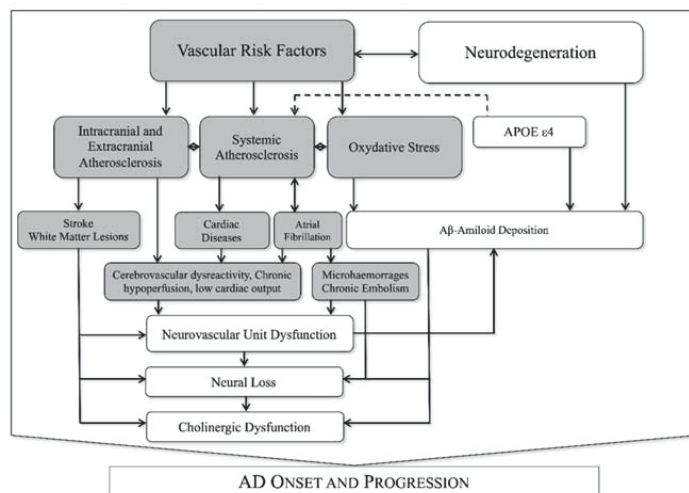 Vascular Risk Factors
Neurodegeneration
Intracranial and
Extracranial
Atherosclerosis
Systemic
Atherosclerosis
Oxydative Stress
APOE ε4
Stroke
White Matter Lesions
Cardiac
Diseases
Atrial
Fibrillation
Aβ-Amiloid Deposition
Cerebrovascular dysreactivity, Chronic
hypoperfusion, low cardiac output
Microhaemorrages
Chronic Embolism
Neurovascular Unit Dysfunction
Neural Loss
Cholinergic Dysfunction
AD ONSET AND PROGRESSION